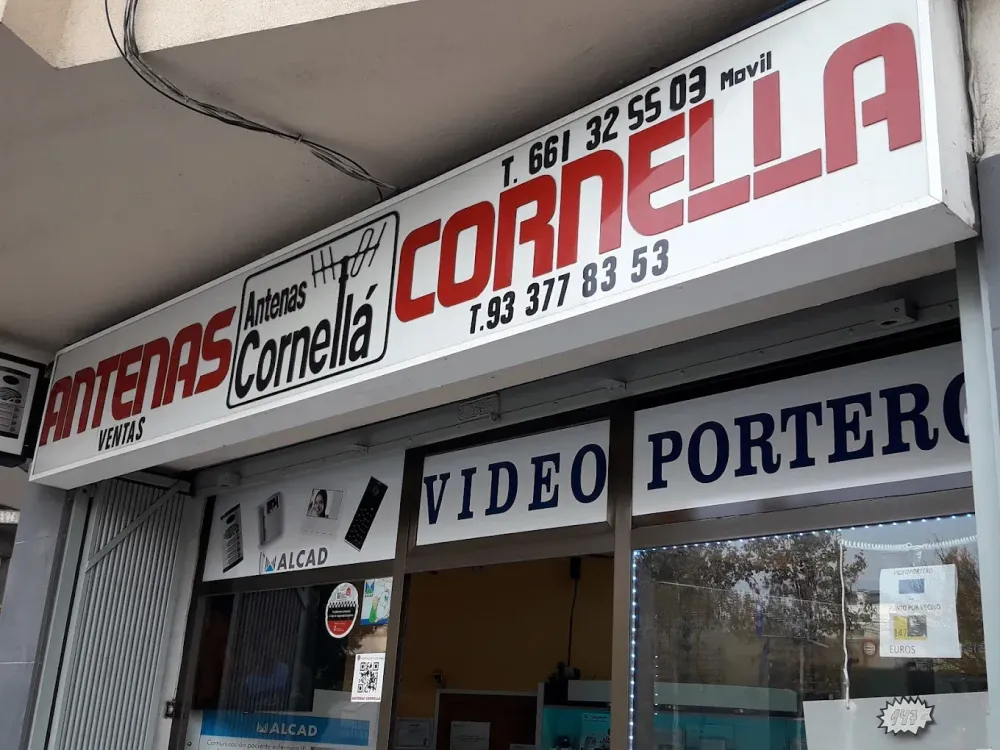 T. 661 32 55 03 Movil
ANTENAS
Antenas
Cornellá
CORNELLA
VENTAS
T.93 377 83 53
VIDEO PORTERO
ALCAD
VIDEOPORTERO
EUROS
ALCAD